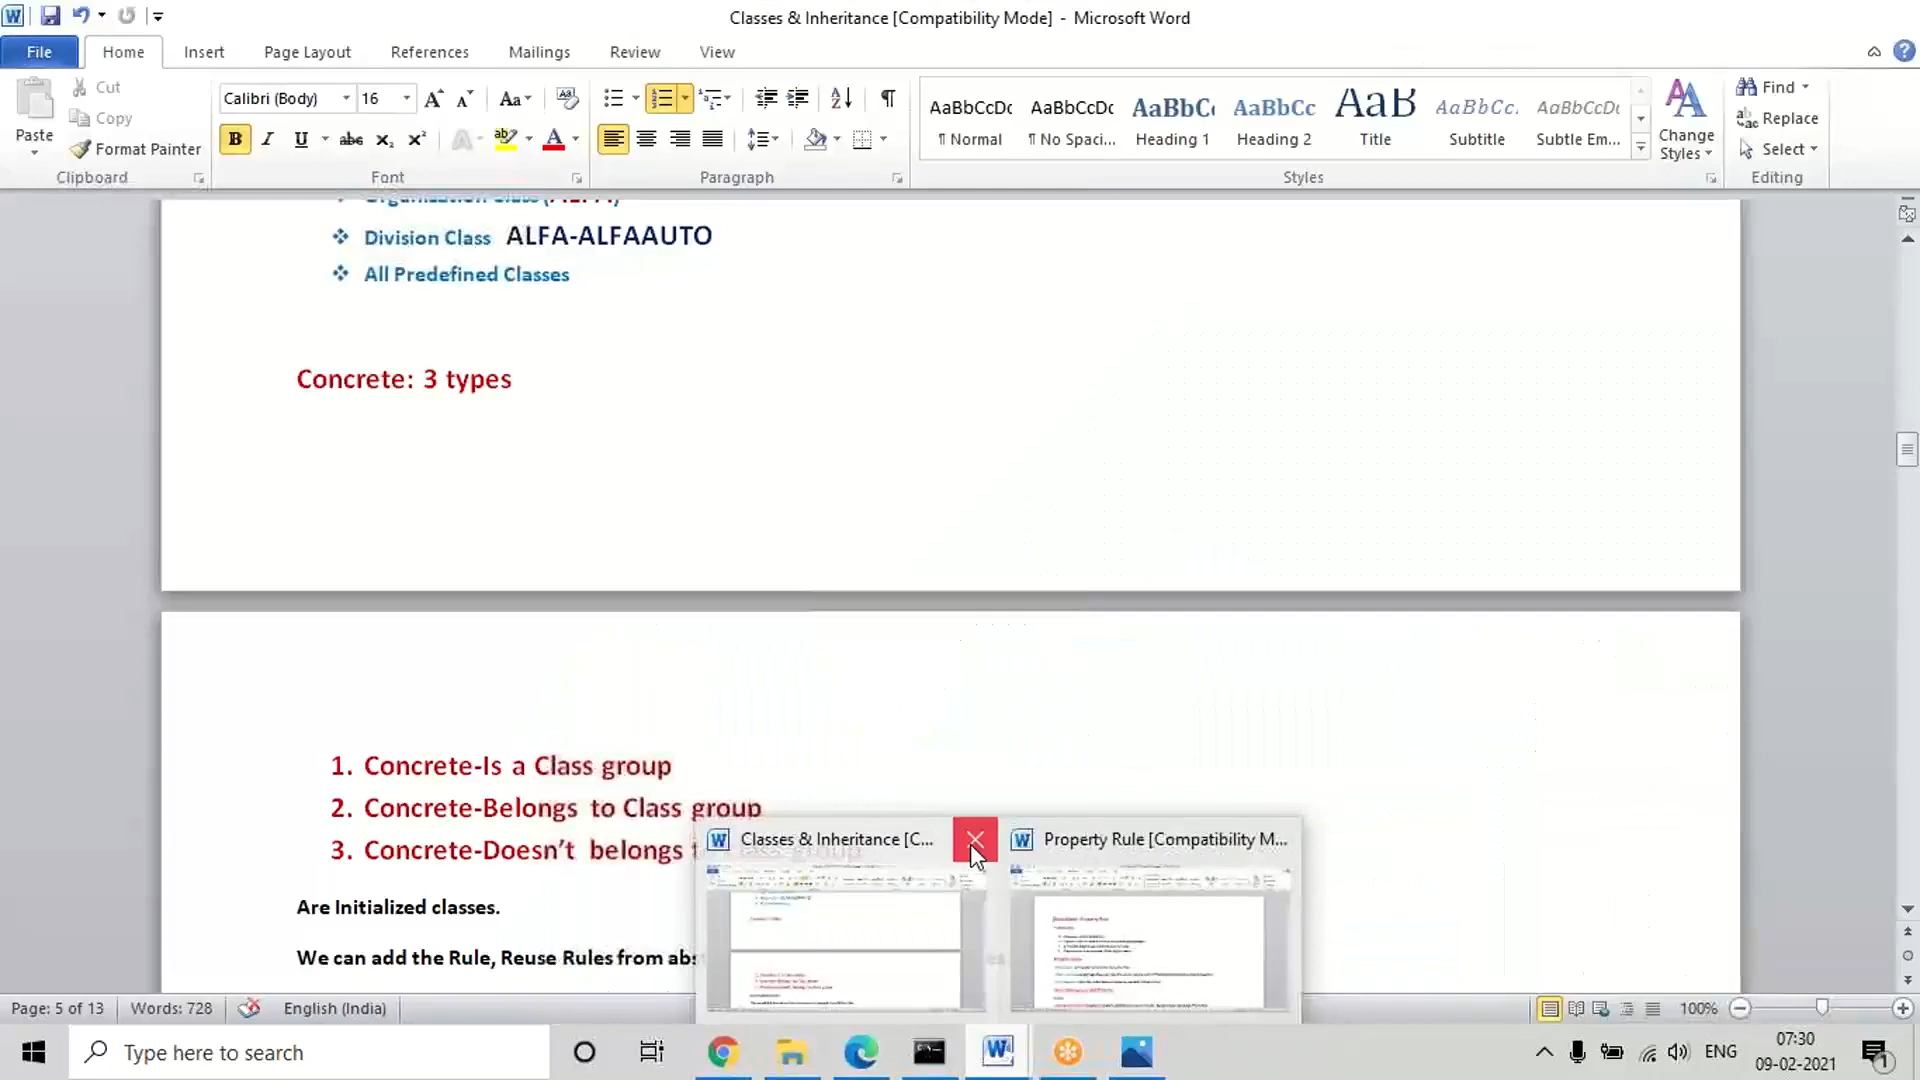 Classes & Inheritance [Compatibility Mode] - Microsoft Word
File Home Insert Page Layout References Mailings Review View
Cut
Copy
Format Painter
Paste
Clipboard
Calibri (Body) 16
Font
Paragraph
AaBbCcDc AaBbCcDc AaBbC AaBbCc AaB AaBbCc. AaBbCcDc
¶ Normal ¶ No Spaci... Heading 1 Heading 2 Title Subtitle Subtle Em...
Change Styles
Styles
Find
Replace
Select
Editing
Division Class ALFA-ALFAAUTO
All Predefined Classes
Concrete: 3 types
1. Concrete-Is a Class group
2. Concrete-Belongs to Class group
3. Concrete-Doesn’t belongs
Are Initialized classes.
We can add the Rule, Reuse Rules from abs
Classes & Inheritance [C...
Property Rule [Compatibility M...
Page: 5 of 13 Words: 728 English (India) 100%
Type here to search
ENG
07:30
09-02-2021
1